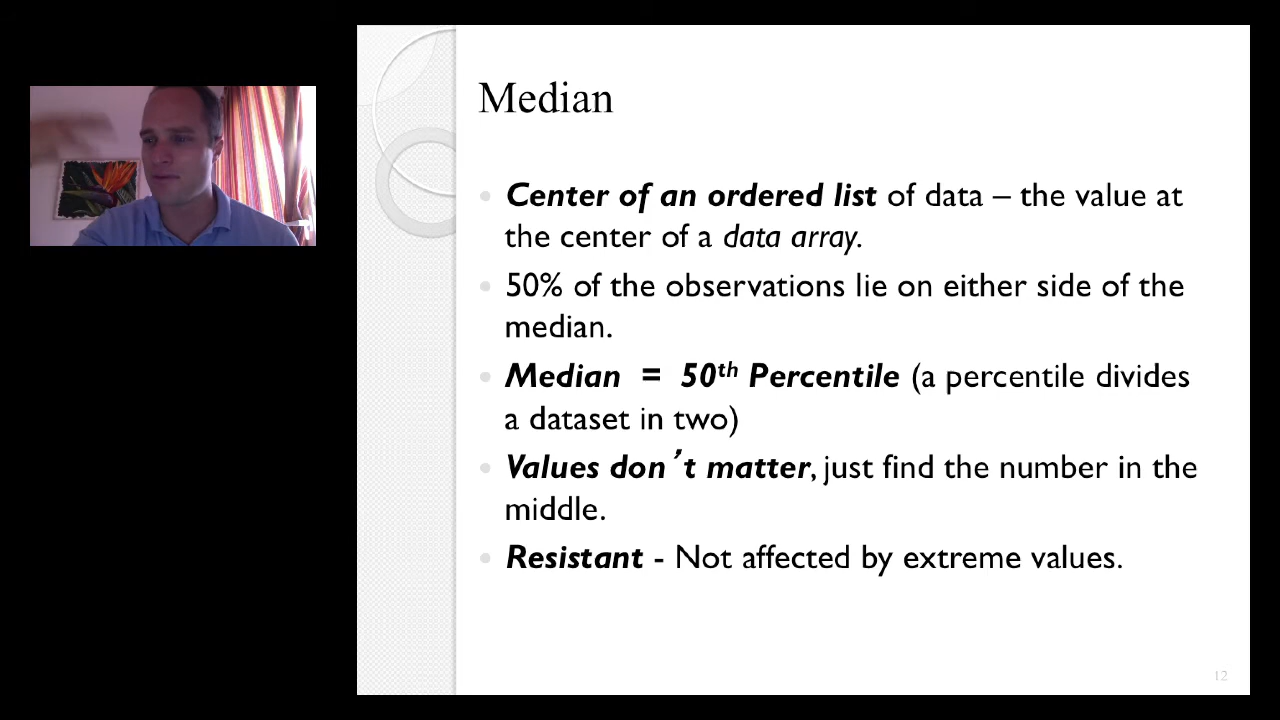 Median
Center of an ordered list of data – the value at
the center of a data array.
50% of the observations lie on either side of the
median.
Median = 50th Percentile (a percentile divides
a dataset in two)
Values don't matter, just find the number in the
middle.
Resistant - Not affected by extreme values.
12